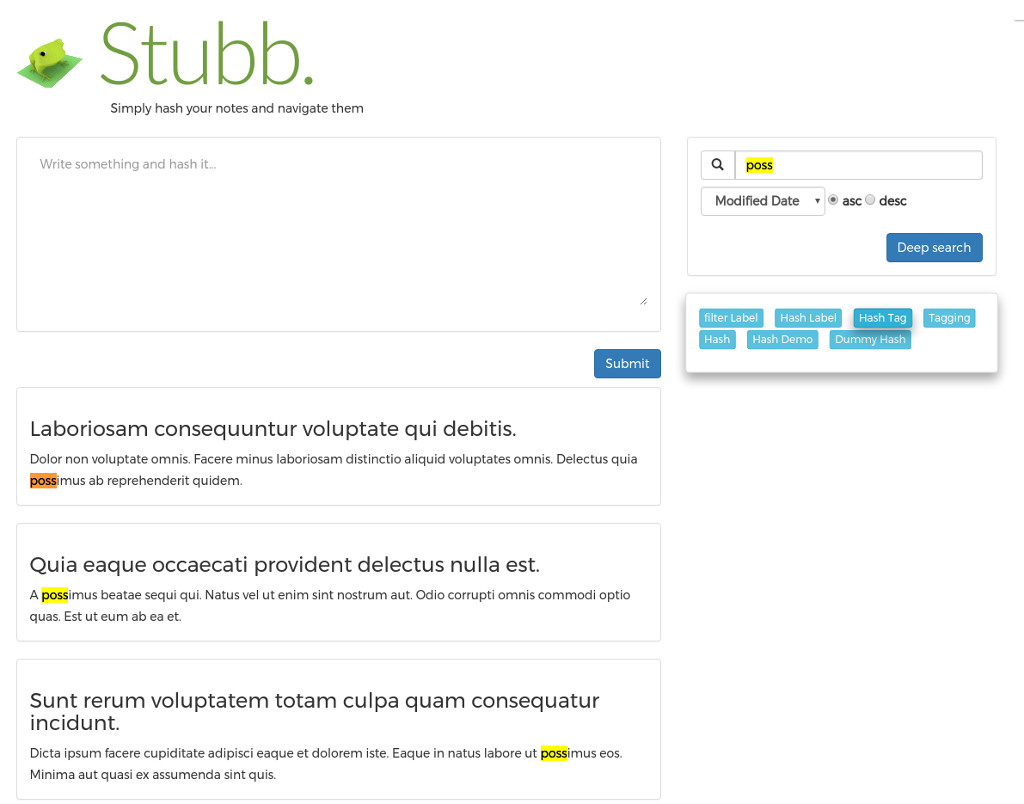 Stubb.
Simply hash your notes and navigate them
Write something and hash it...
Submit
poss
Modified Date
asc
desc
Deep search
filter Label
Hash Label
Hash Tag
Tagging
Hash
Hash Demo
Dummy Hash
Laboriosam consequuntur voluptate qui debitis.
Dolor non voluptate omnis. Facere minus laboriosam distinctio aliquid voluptates omnis. Delectus quia
possimus ab reprehenderit quidem.
Quia eaque occaecati provident delectus nulla est.
A possimus beatae sequi qui. Natus vel ut enim sint nostrum aut. Odio corrupti omnis commodi optio
quas. Est ut eum ab ea et.
Sunt rerum voluptatem totam culpa quam consequatur
incidunt.
Dicta ipsum facere cupiditate adipisci eaque et dolorem iste. Eaque in natus labore ut possimus eos.
Minima aut quasi ex assumenda sint quis.